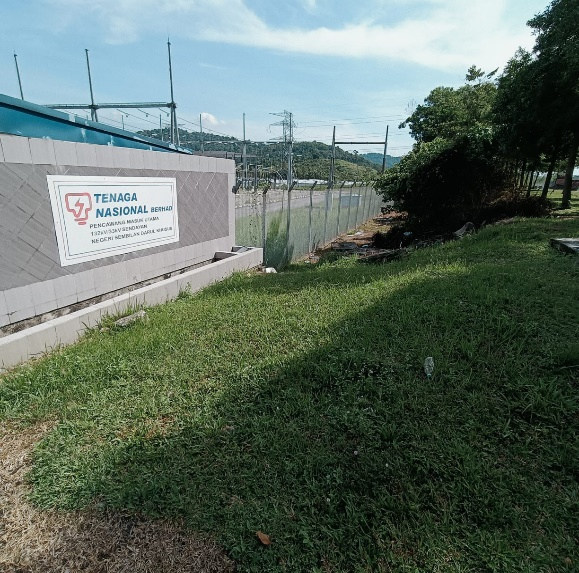 TENAGA
NASIONAL BERHAD
PENCAWANG MASUK UTAMA
132kV/33kV SENDAYAN
NEGERI SEMBILAN DARUL KHUSUS